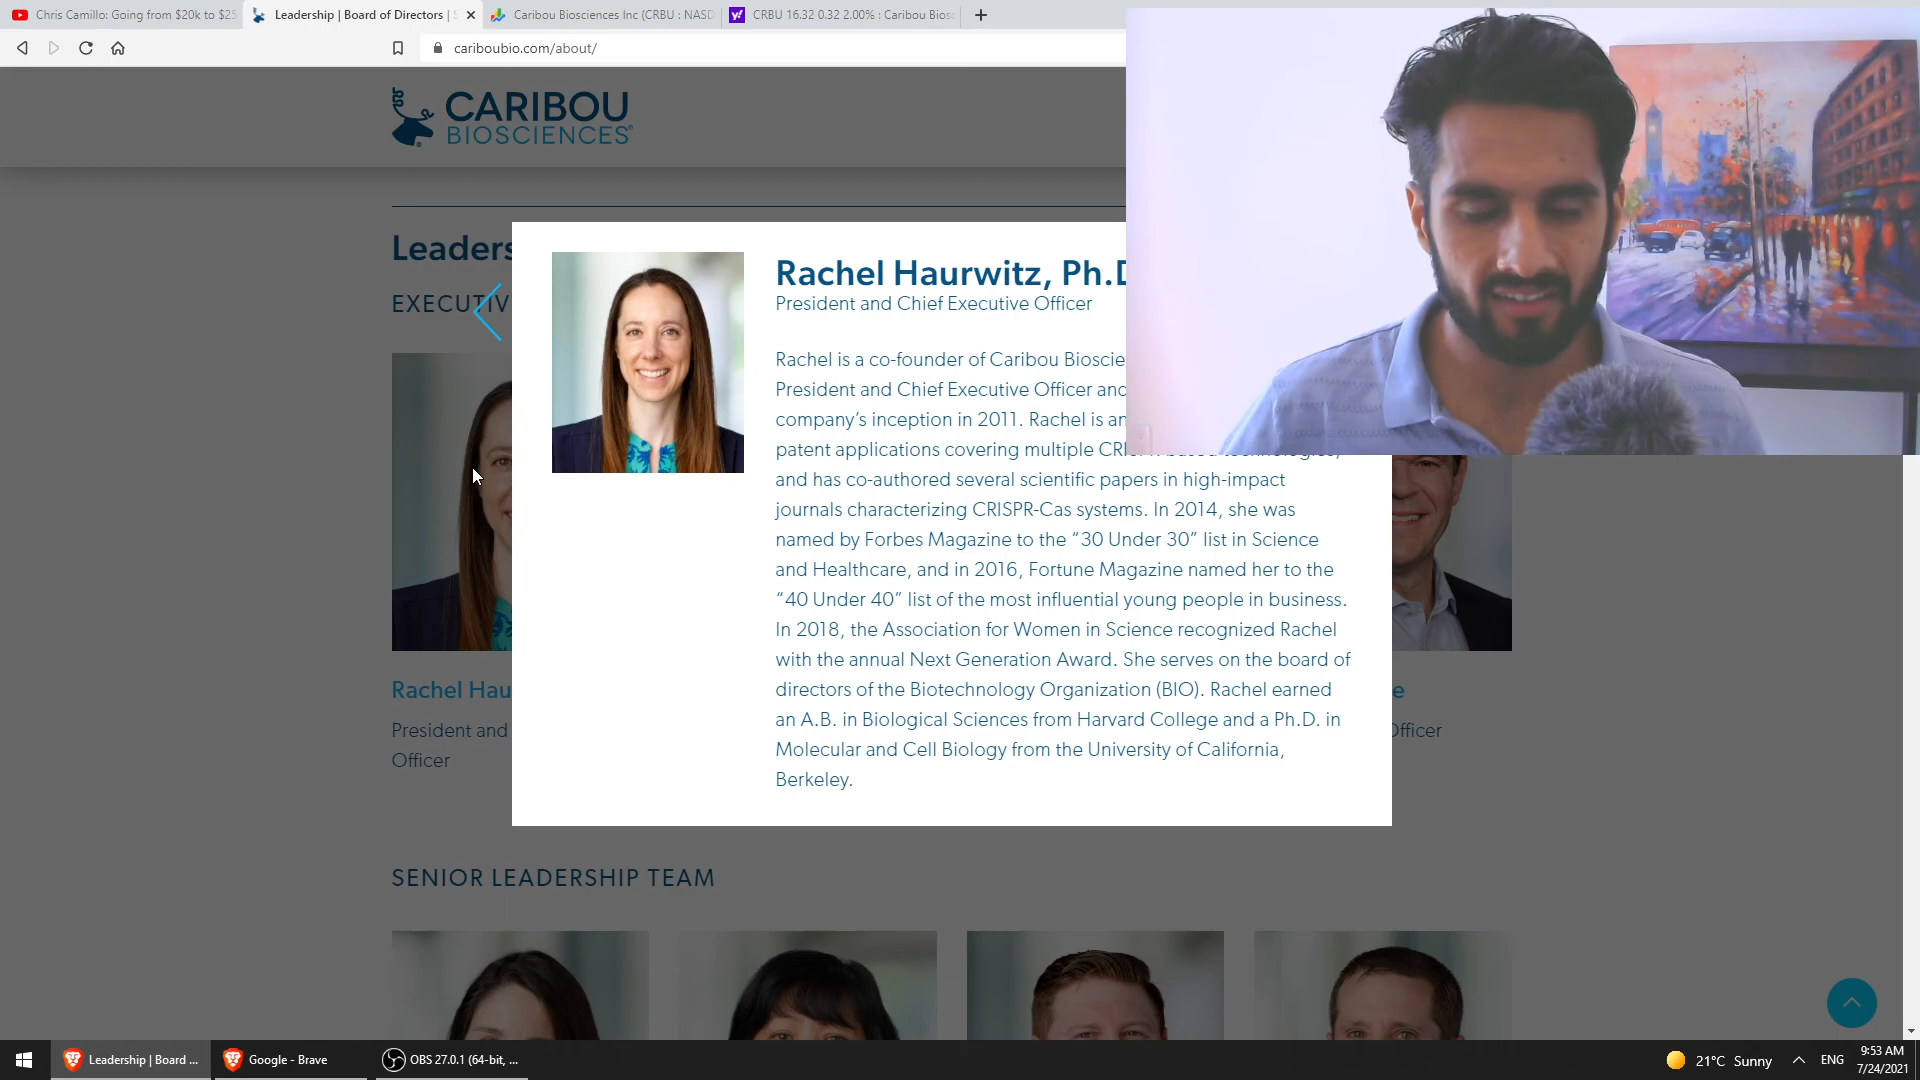 Chris Camillo: Going from $20k to $25
Leadership | Board of Directors | S
Caribou Biosciences Inc (CRBU : NASD
CRBU 16.32 0.32 2.00% : Caribou Bios
cariboubio.com/about/
CARIBOU
BIOSCIENCES®
Leaders
EXECUTIV
Rachel Haurwitz, Ph.D
President and Chief Executive Officer
Rachel is a co-founder of Caribou Bioscie
President and Chief Executive Officer and
company's inception in 2011. Rachel is an
patent applications covering multiple CRISPR-based technologies,
and has co-authored several scientific papers in high-impact
journals characterizing CRISPR-Cas systems. In 2014, she was
named by Forbes Magazine to the “30 Under 30” list in Science
and Healthcare, and in 2016, Fortune Magazine named her to the
“40 Under 40” list of the most influential young people in business.
In 2018, the Association for Women in Science recognized Rachel
with the annual Next Generation Award. She serves on the board of
directors of the Biotechnology Organization (BIO). Rachel earned
an A.B. in Biological Sciences from Harvard College and a Ph.D. in
Molecular and Cell Biology from the University of California,
Berkeley.
Rachel Hau
President and
Officer
e
Officer
SENIOR LEADERSHIP TEAM
Leadership | Board ...
Google - Brave
OBS 27.0.1 (64-bit, ...
21°C Sunny
ENG
9:53 AM
7/24/2021